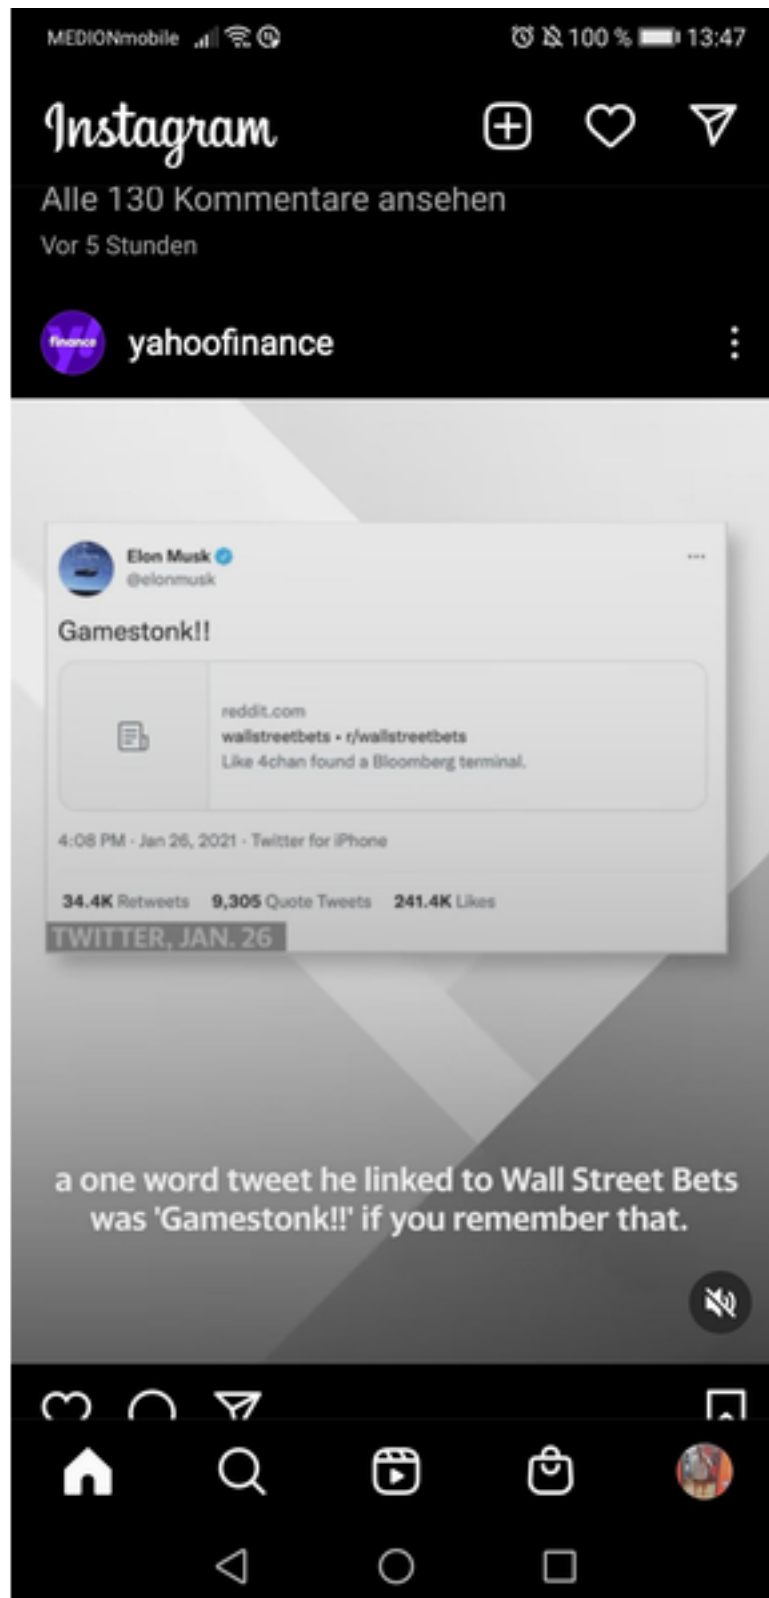 MEDIONmobile 100 % 13:47
Instagram
Alle 130 Kommentare ansehen
Vor 5 Stunden
finance yahoofinance
Elon Musk
@elonmusk
Gamestonk!!
reddit.com
wallstreetbets • r/wallstreetbets
Like 4chan found a Bloomberg terminal.
4:08 PM · Jan 26, 2021 · Twitter for iPhone
34.4K Retweets 9,305 Quote Tweets 241.4K Likes
TWITTER, JAN. 26
a one word tweet he linked to Wall Street Bets
was 'Gamestonk!!' if you remember that.